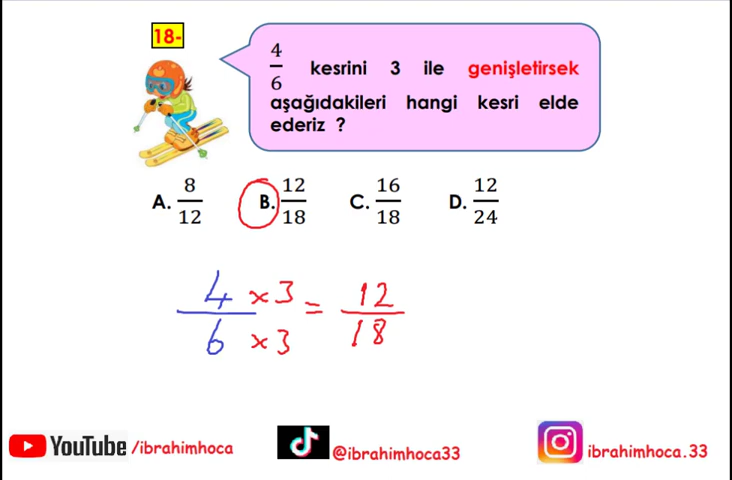 18-
4/6 kesrini 3 ile genişletirsek
aşağıdakileri hangi kesri elde
ederiz ?
A. 8/12 B. 12/18 C. 16/18 D. 12/24
4 x 3 = 12
6 x 3 18
YouTube /ibrahimhoca @ibrahimhoca33 ibrahimhoca.33